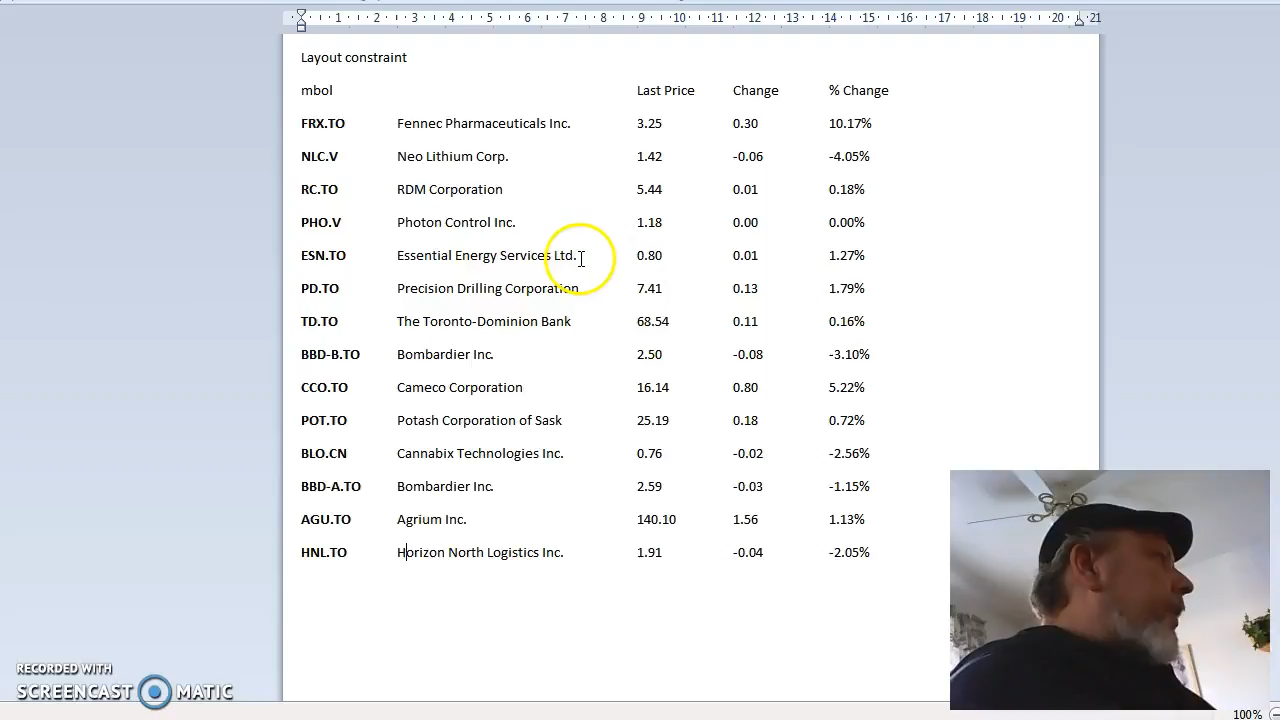 1 2 3 4 5 6 7 8 9 10 11 12 13 14 15 16 17 18 19 20 21
Layout constraint
mbol Last Price Change % Change
FRX.TO Fennec Pharmaceuticals Inc. 3.25 0.30 10.17%
NLC.V Neo Lithium Corp. 1.42 -0.06 -4.05%
RC.TO RDM Corporation 5.44 0.01 0.18%
PHO.V Photon Control Inc. 1.18 0.00 0.00%
ESN.TO Essential Energy Services Ltd. 0.80 0.01 1.27%
PD.TO Precision Drilling Corporation 7.41 0.13 1.79%
TD.TO The Toronto-Dominion Bank 68.54 0.11 0.16%
BBD-B.TO Bombardier Inc. 2.50 -0.08 -3.10%
CCO.TO Cameco Corporation 16.14 0.80 5.22%
POT.TO Potash Corporation of Sask 25.19 0.18 0.72%
BLO.CN Cannabix Technologies Inc. 0.76 -0.02 -2.56%
BBD-A.TO Bombardier Inc. 2.59 -0.03 -1.15%
AGU.TO Agrium Inc. 140.10 1.56 1.13%
HNL.TO Horizon North Logistics Inc. 1.91 -0.04 -2.05%
RECORDED WITH
SCREENCAST MATIC
100%